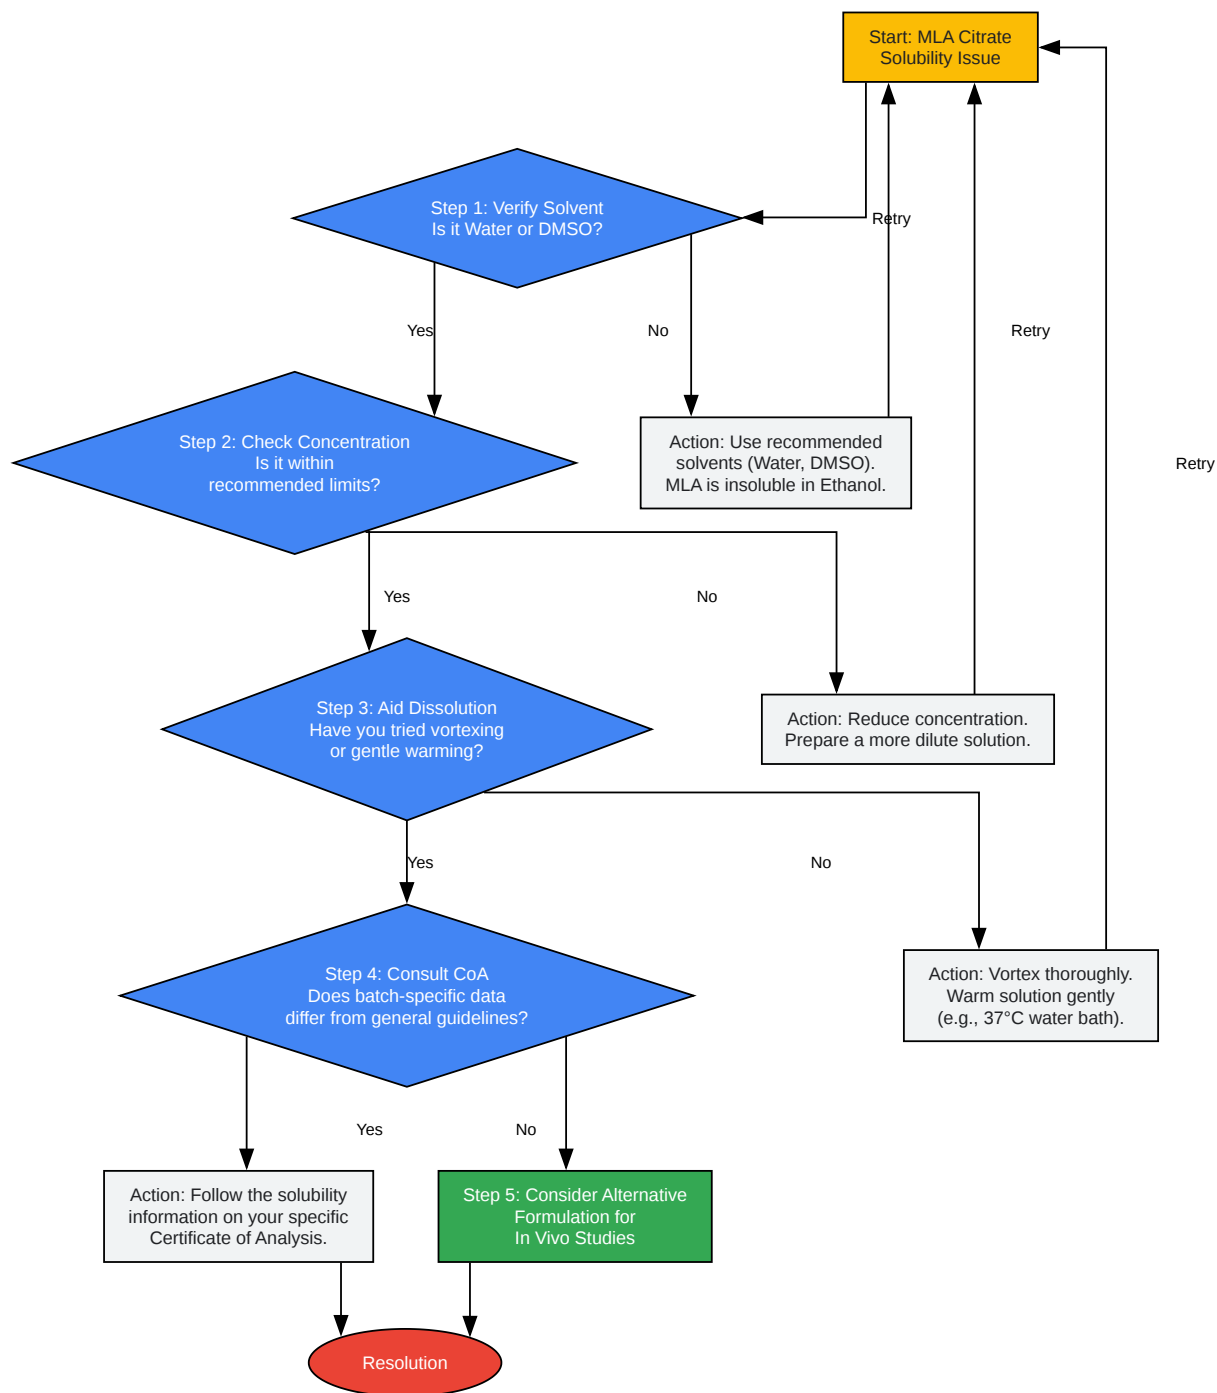 Start: MLA Citrate
Solubility Issue
Step 1: Verify Solvent
Is it Water or DMSO?
Retry
Yes
No
Retry
Step 2: Check Concentration
Is it within
recommended limits?
Action: Use recommended
solvents (Water, DMSO).
MLA is insoluble in Ethanol.
Retry
Yes
No
Step 3: Aid Dissolution
Have you tried vortexing
or gentle warming?
Action: Reduce concentration.
Prepare a more dilute solution.
Yes
No
Step 4: Consult CoA
Does batch-specific data
differ from general guidelines?
Action: Vortex thoroughly.
Warm solution gently
(e.g., 37°C water bath).
Yes
No
Action: Follow the solubility
information on your specific
Certificate of Analysis.
Step 5: Consider Alternative
Formulation for
In Vivo Studies
Resolution